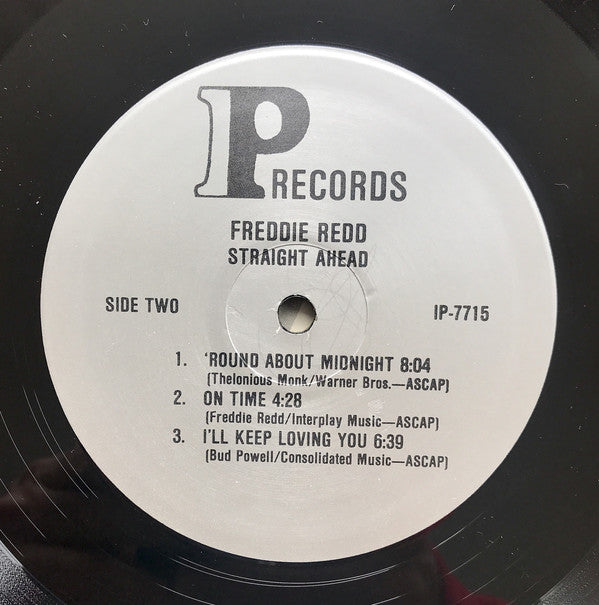 IP RECORDS
FREDDIE REDD
STRAIGHT AHEAD
SIDE TWO IP-7715
1. 'ROUND ABOUT MIDNIGHT 8:04
(Thelonious Monk/Warner Bros.—ASCAP)
2. ON TIME 4:28
(Freddie Redd/Interplay Music—ASCAP)
3. I'LL KEEP LOVING YOU 6:39
(Bud Powell/Consolidated Music—ASCAP)